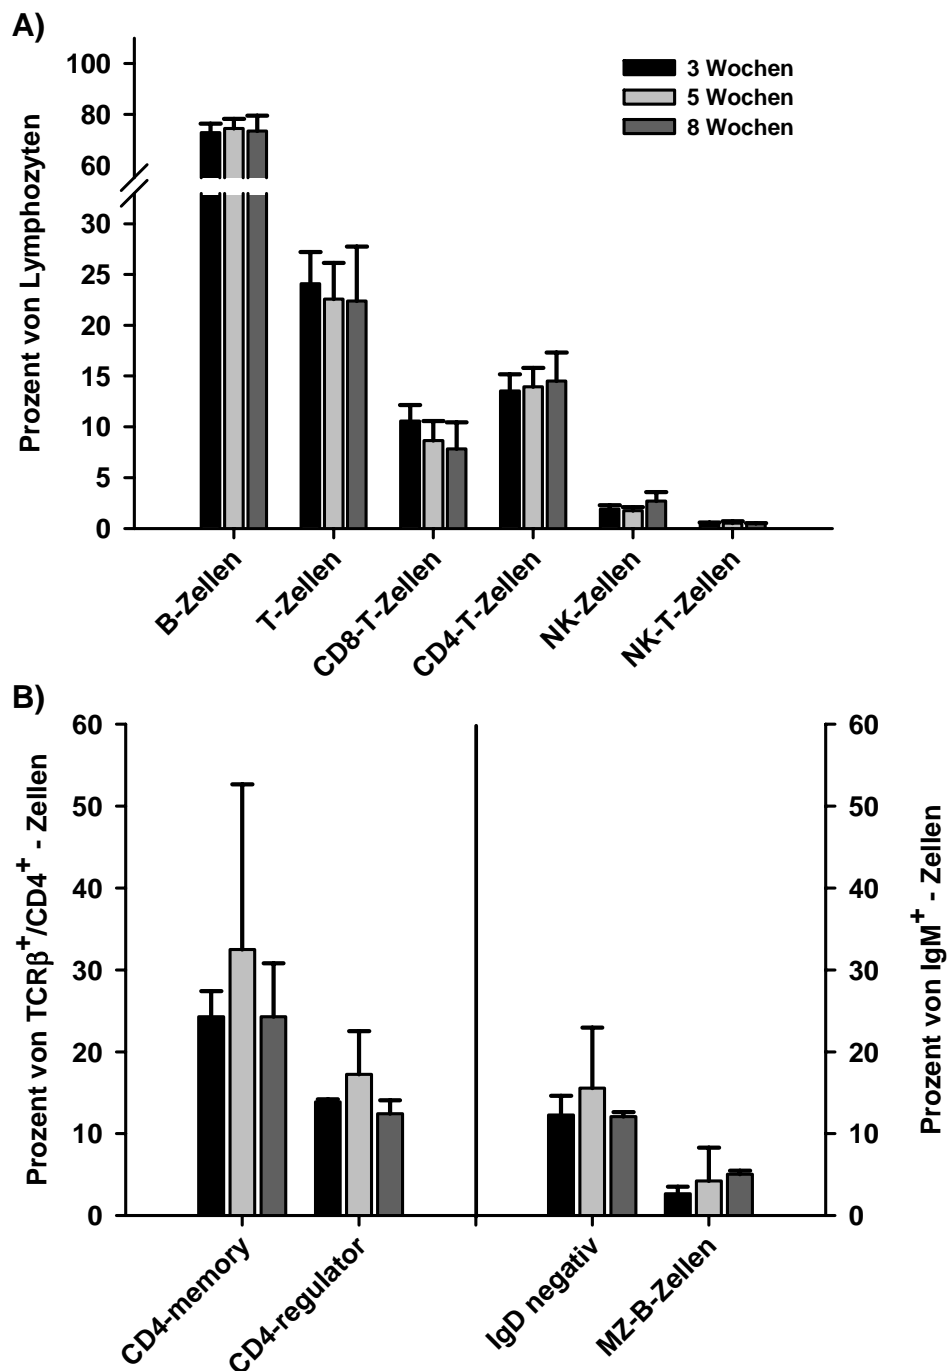 A)
Prozent von Lymphozyten
100
80
60
30
25
20
15
10
5
0
3 Wochen
5 Wochen
8 Wochen
B-Zellen
T-Zellen
CD8-T-Zellen
CD4-T-Zellen
NK-Zellen
NK-T-Zellen
B)
Prozent von TCRβ⁺/CD4⁺ - Zellen
60
50
40
30
20
10
0
60
50
40
30
20
10
0
Prozent von IgM⁺ - Zellen
CD4-memory
CD4-regulator
IgD negativ
MZ-B-Zellen